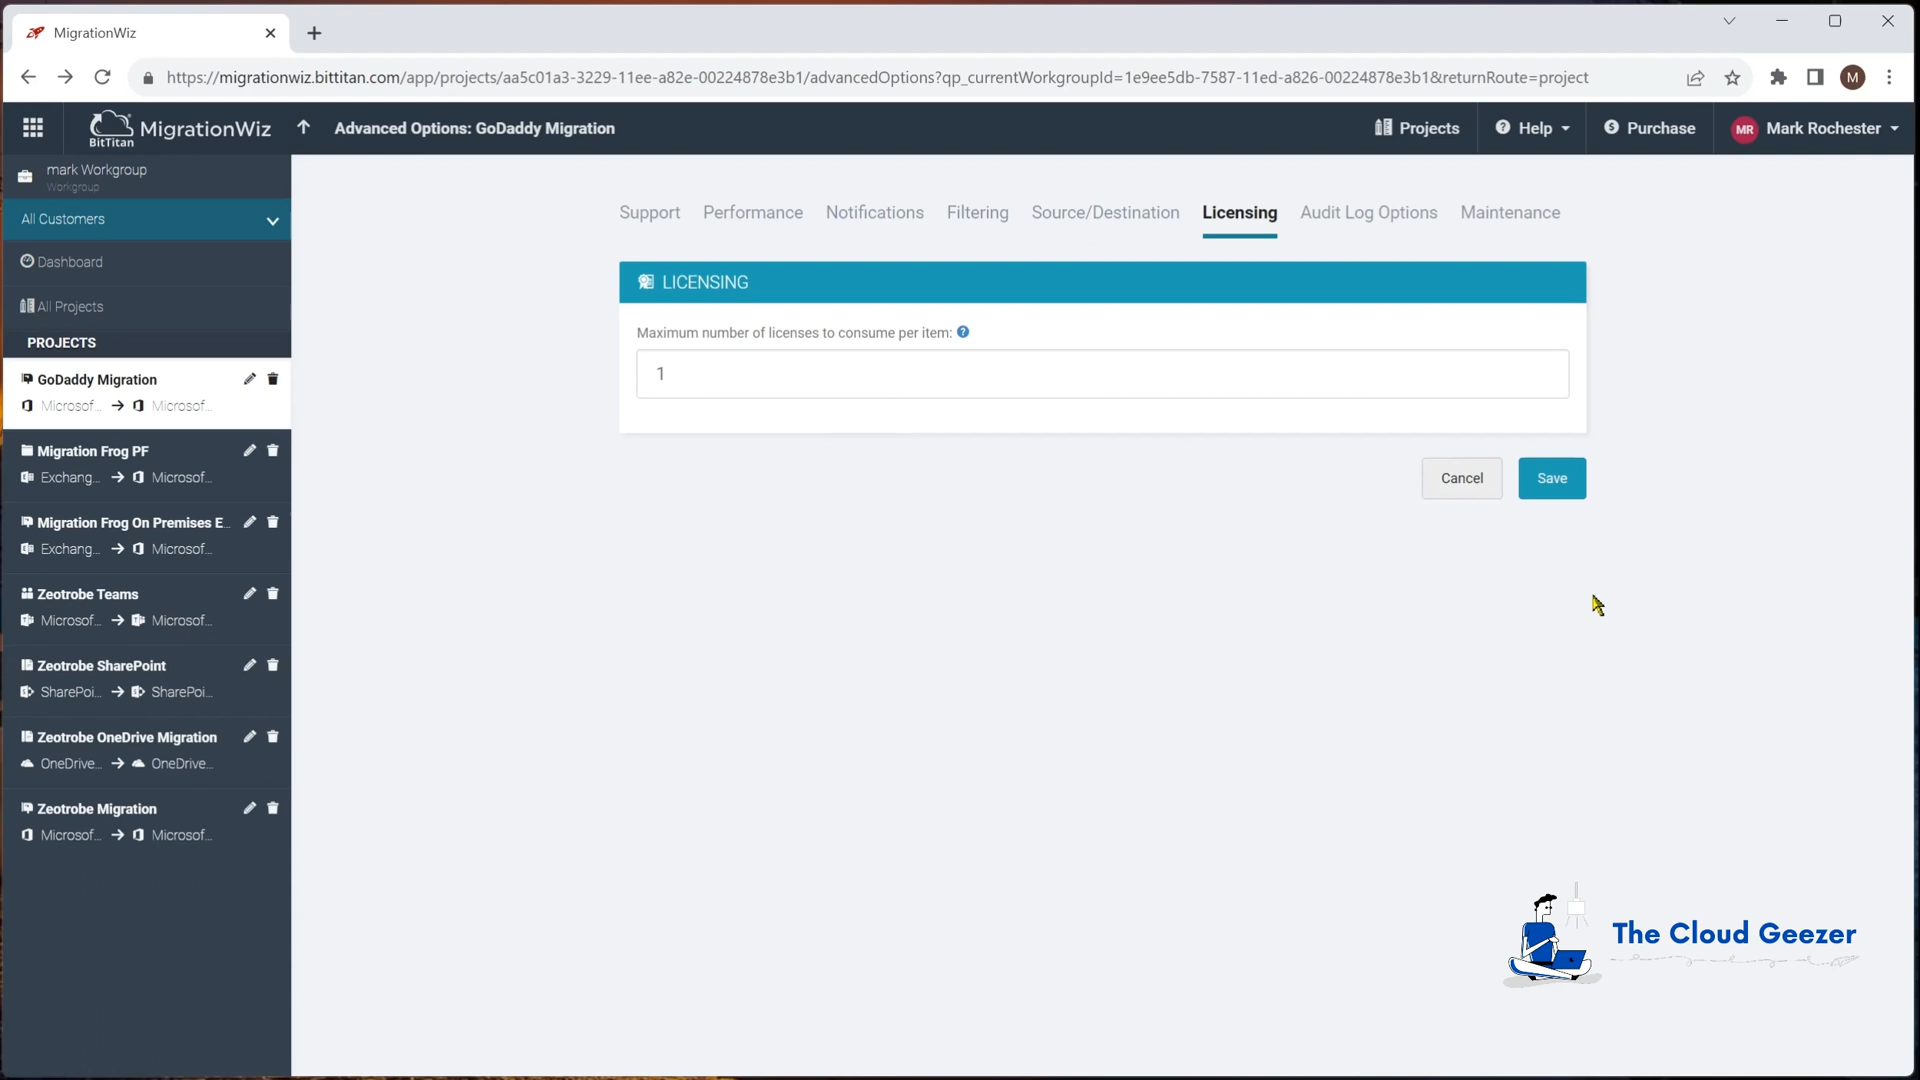 MigrationWiz
https://migrationwiz.bittitan.com/app/projects/aa5c01a3-3229-11ee-a82e-00224878e3b1/advancedOptions?qp_currentWorkgroupId=1e9ee5db-7587-11ed-a826-00224878e3b1&returnRoute=project
M
BitTitan MigrationWiz
Advanced Options: GoDaddy Migration
Projects
Help
Purchase
MR Mark Rochester
mark Workgroup
Workgroup
All Customers
Dashboard
All Projects
PROJECTS
GoDaddy Migration
Microsof... Microsof...
Migration Frog PF
Exchang... Microsof...
Migration Frog On Premises E...
Exchang... Microsof...
Zeotrobe Teams
Microsof... Microsof...
Zeotrobe SharePoint
SharePoi... SharePoi...
Zeotrobe OneDrive Migration
OneDrive... OneDrive...
Zeotrobe Migration
Microsof... Microsof...
Support Performance Notifications Filtering Source/Destination Licensing Audit Log Options Maintenance
LICENSING
Maximum number of licenses to consume per item:
1
Cancel Save
The Cloud Geezer